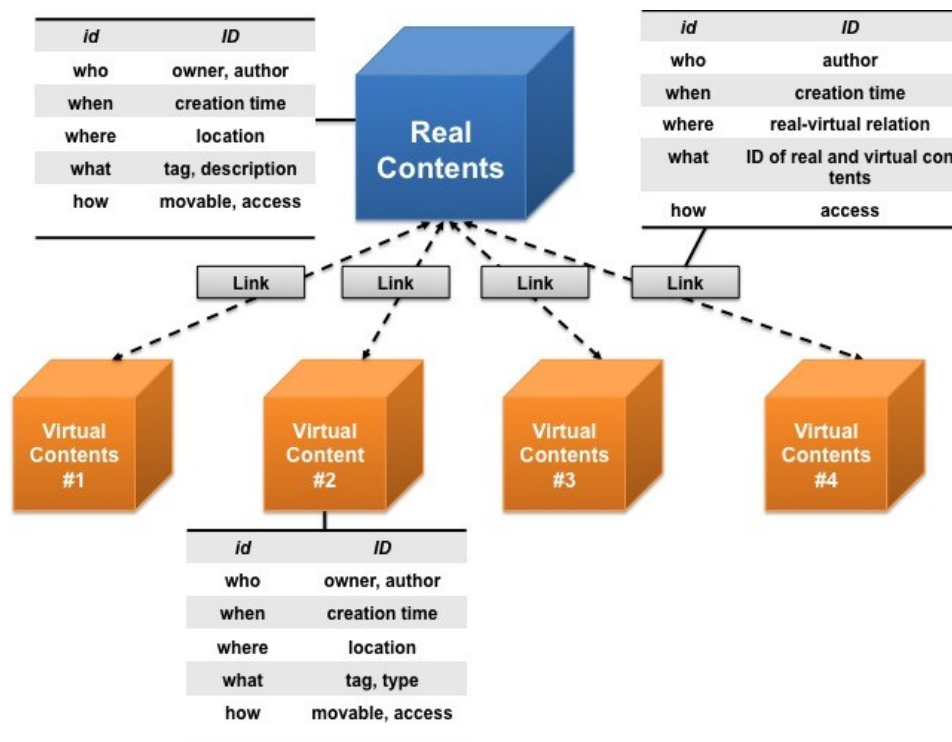 id ID
who owner, author
when creation time
where location
what tag, description
how movable, access
Real
Contents
id ID
who author
when creation time
where real-virtual relation
what ID of real and virtual con
tents
how access
Link Link Link Link
Virtual
Contents
#1
Virtual
Content
#2
Virtual
Contents
#3
Virtual
Contents
#4
id ID
who owner, author
when creation time
where location
what tag, type
how movable, access